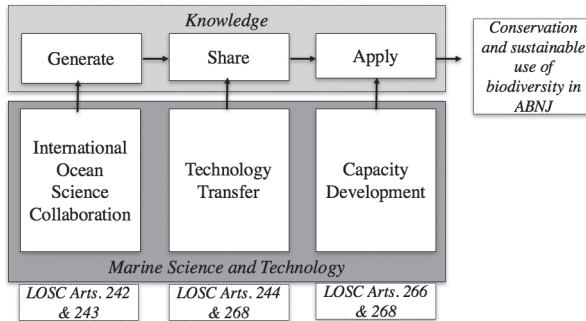 Knowledge
Generate
Share
Apply
Conservation
and sustainable
use of
biodiversity in
ABNJ
International
Ocean
Science
Collaboration
Technology
Transfer
Capacity
Development
Marine Science and Technology
LOSC Arts. 242
& 243
LOSC Arts. 244
& 268
LOSC Arts. 266
& 268